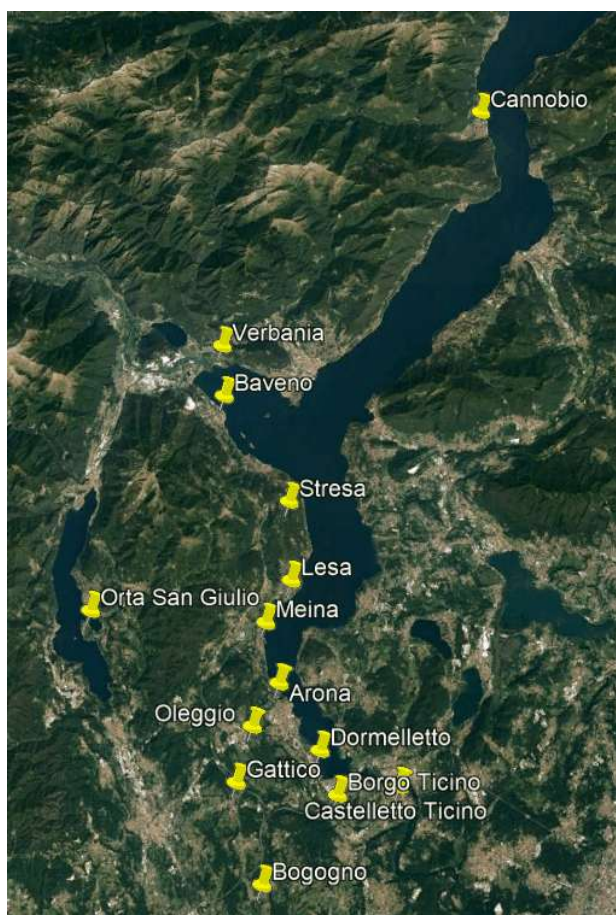 Cannobio
Verbania
Baveno
Stresa
Lesa
Orta San Giulio
Meina
Arona
Oleggio
Dormelletto
Gattico
Borgo Ticino
Castelletto Ticino
Bogogno